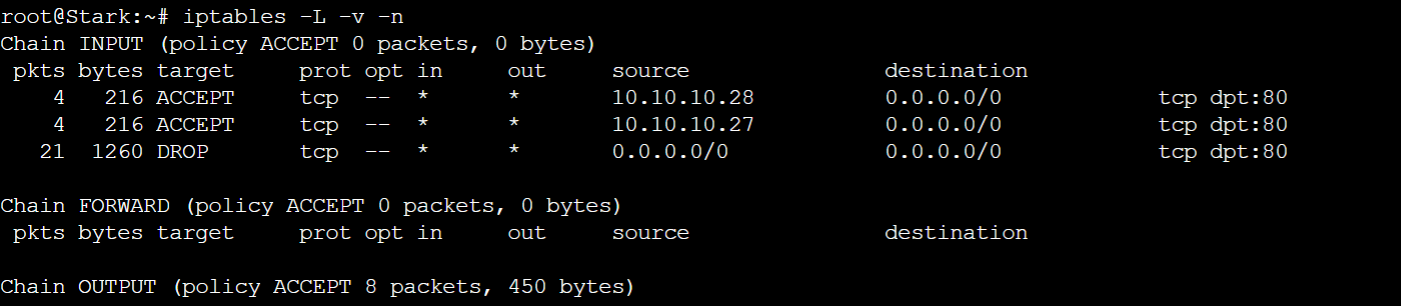 root@Stark:~# iptables -L -v -n
Chain INPUT (policy ACCEPT 0 packets, 0 bytes)
 pkts bytes target     prot opt in     out     source               destination
    4   216 ACCEPT     tcp  --  *      *       10.10.10.28          0.0.0.0/0            tcp dpt:80
    4   216 ACCEPT     tcp  --  *      *       10.10.10.27          0.0.0.0/0            tcp dpt:80
   21  1260 DROP       tcp  --  *      *       0.0.0.0/0            0.0.0.0/0            tcp dpt:80
Chain FORWARD (policy ACCEPT 0 packets, 0 bytes)
 pkts bytes target     prot opt in     out     source               destination
Chain OUTPUT (policy ACCEPT 8 packets, 450 bytes)